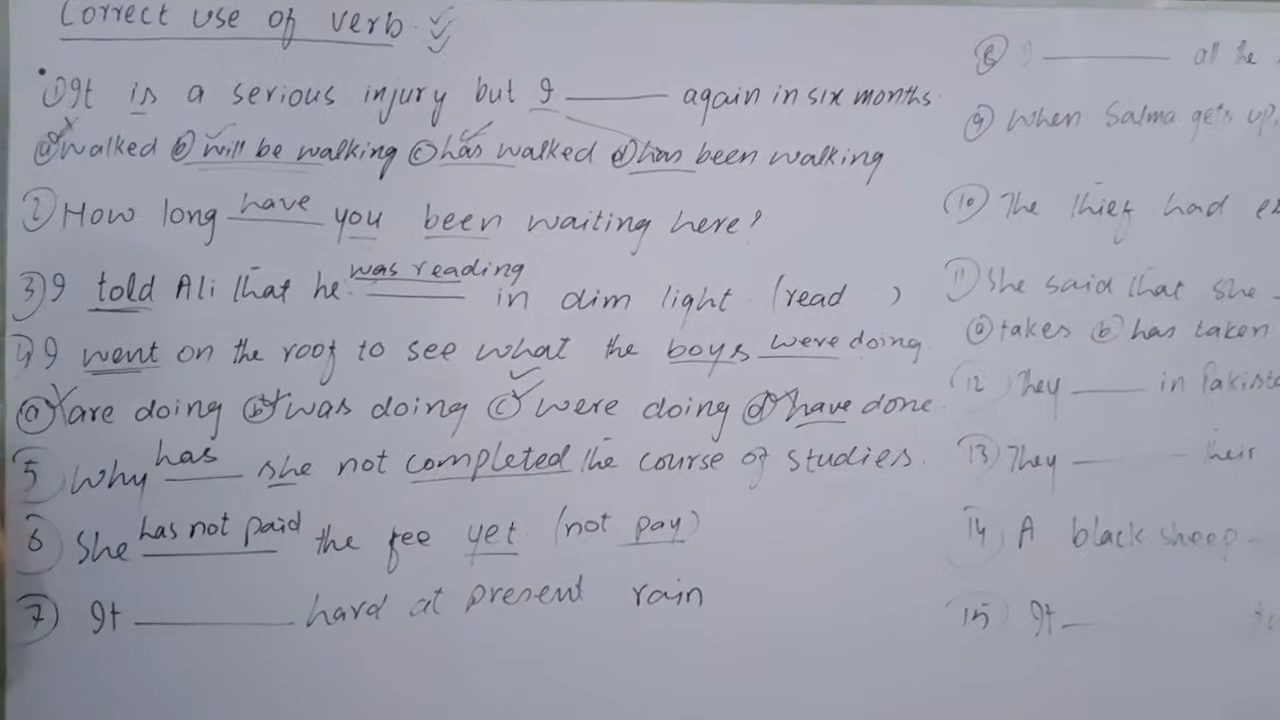 Correct use of verb.
① It is a serious injury but I ______ again in six months.
ⓐ walked ⓑ will be walking ⓒ has walked ⓓ has been walking
② How long have you been waiting here?
3) I told Ali that he was reading in dim light (read )
4) I went on the roof to see what the boys were doing
ⓐ are doing ⓑ was doing ⓒ were doing ⓓ have done
5) Why has she not completed the course of studies.
6) She has not paid the fee yet (not pay)
7) It ______ hard at present rain
⑧ I ______ all the
⑨ When Salma gets up,
⑩ The thief had
11) She said that she
ⓐ takes ⓑ has taken
12 They ____ in
13) They ______ their
14) A black sheep
15) It